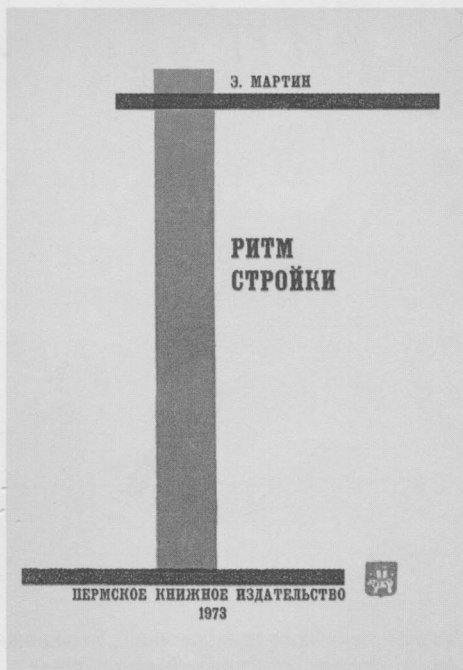 Э. МАРТИН
РИТМ
СТРОЙКИ
ПЕРМСКОЕ КНИЖНОЕ ИЗДАТЕЛЬСТВО
1973